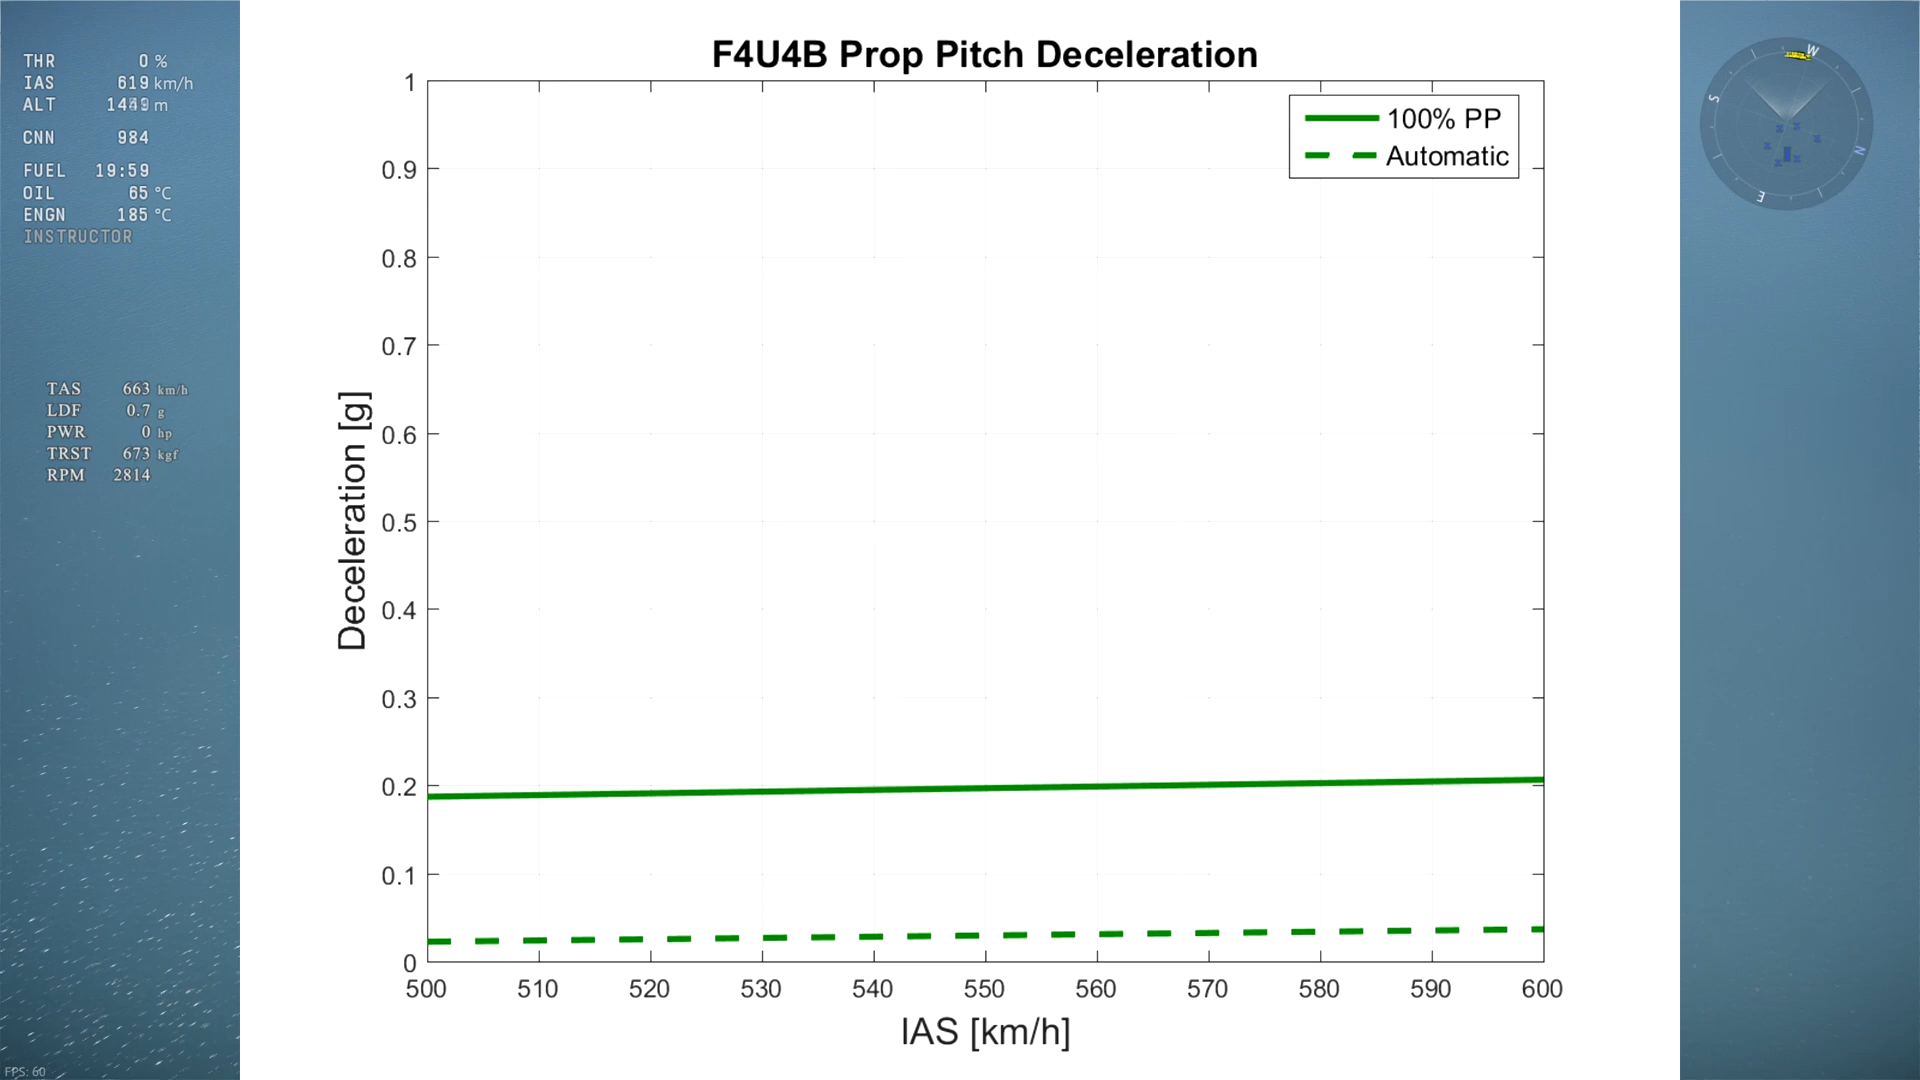 THR 0 %
IAS 619 km/h
ALT m
CNN 984
FUEL 19:59
OIL 65 °C
ENGN 185 °C
INSTRUCTOR
TAS 663 km/h
LDF 0.7 g
PWR 0 hp
TRST 673 kgf
RPM 2814
FPS: 60
F4U4B Prop Pitch Deceleration
100% PP
Automatic
Deceleration [g]
1
0.9
0.8
0.7
0.6
0.5
0.4
0.3
0.2
0.1
0
500 510 520 530 540 550 560 570 580 590 600
IAS [km/h]
W
S
N
E